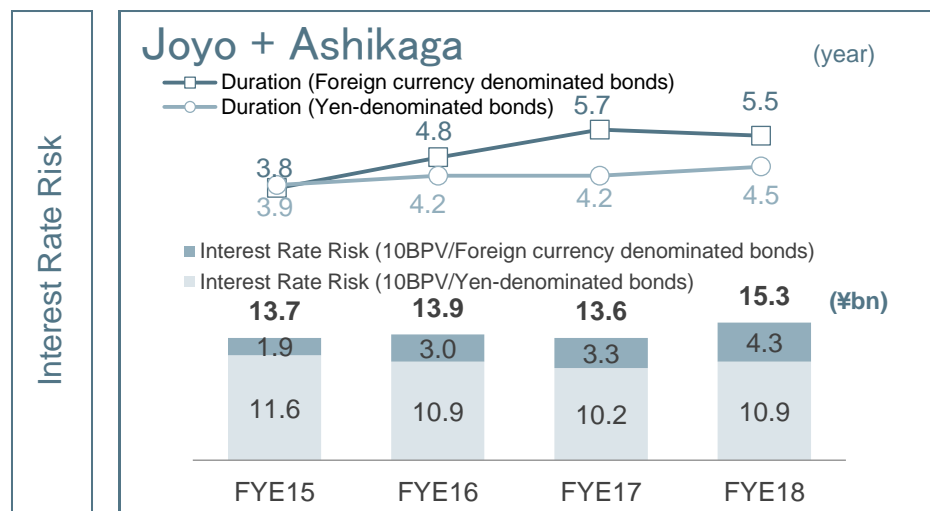 Interest Rate Risk
Joyo + Ashikaga
(year)
Duration (Foreign currency denominated bonds)
Duration (Yen-denominated bonds)
3.8 4.8 5.7 5.5
3.9 4.2 4.2 4.5
Interest Rate Risk (10BPV/Foreign currency denominated bonds)
Interest Rate Risk (10BPV/Yen-denominated bonds)
13.7 13.9 13.6 15.3 (¥bn)
1.9 3.0 3.3 4.3
11.6 10.9 10.2 10.9
FYE15 FYE16 FYE17 FYE18